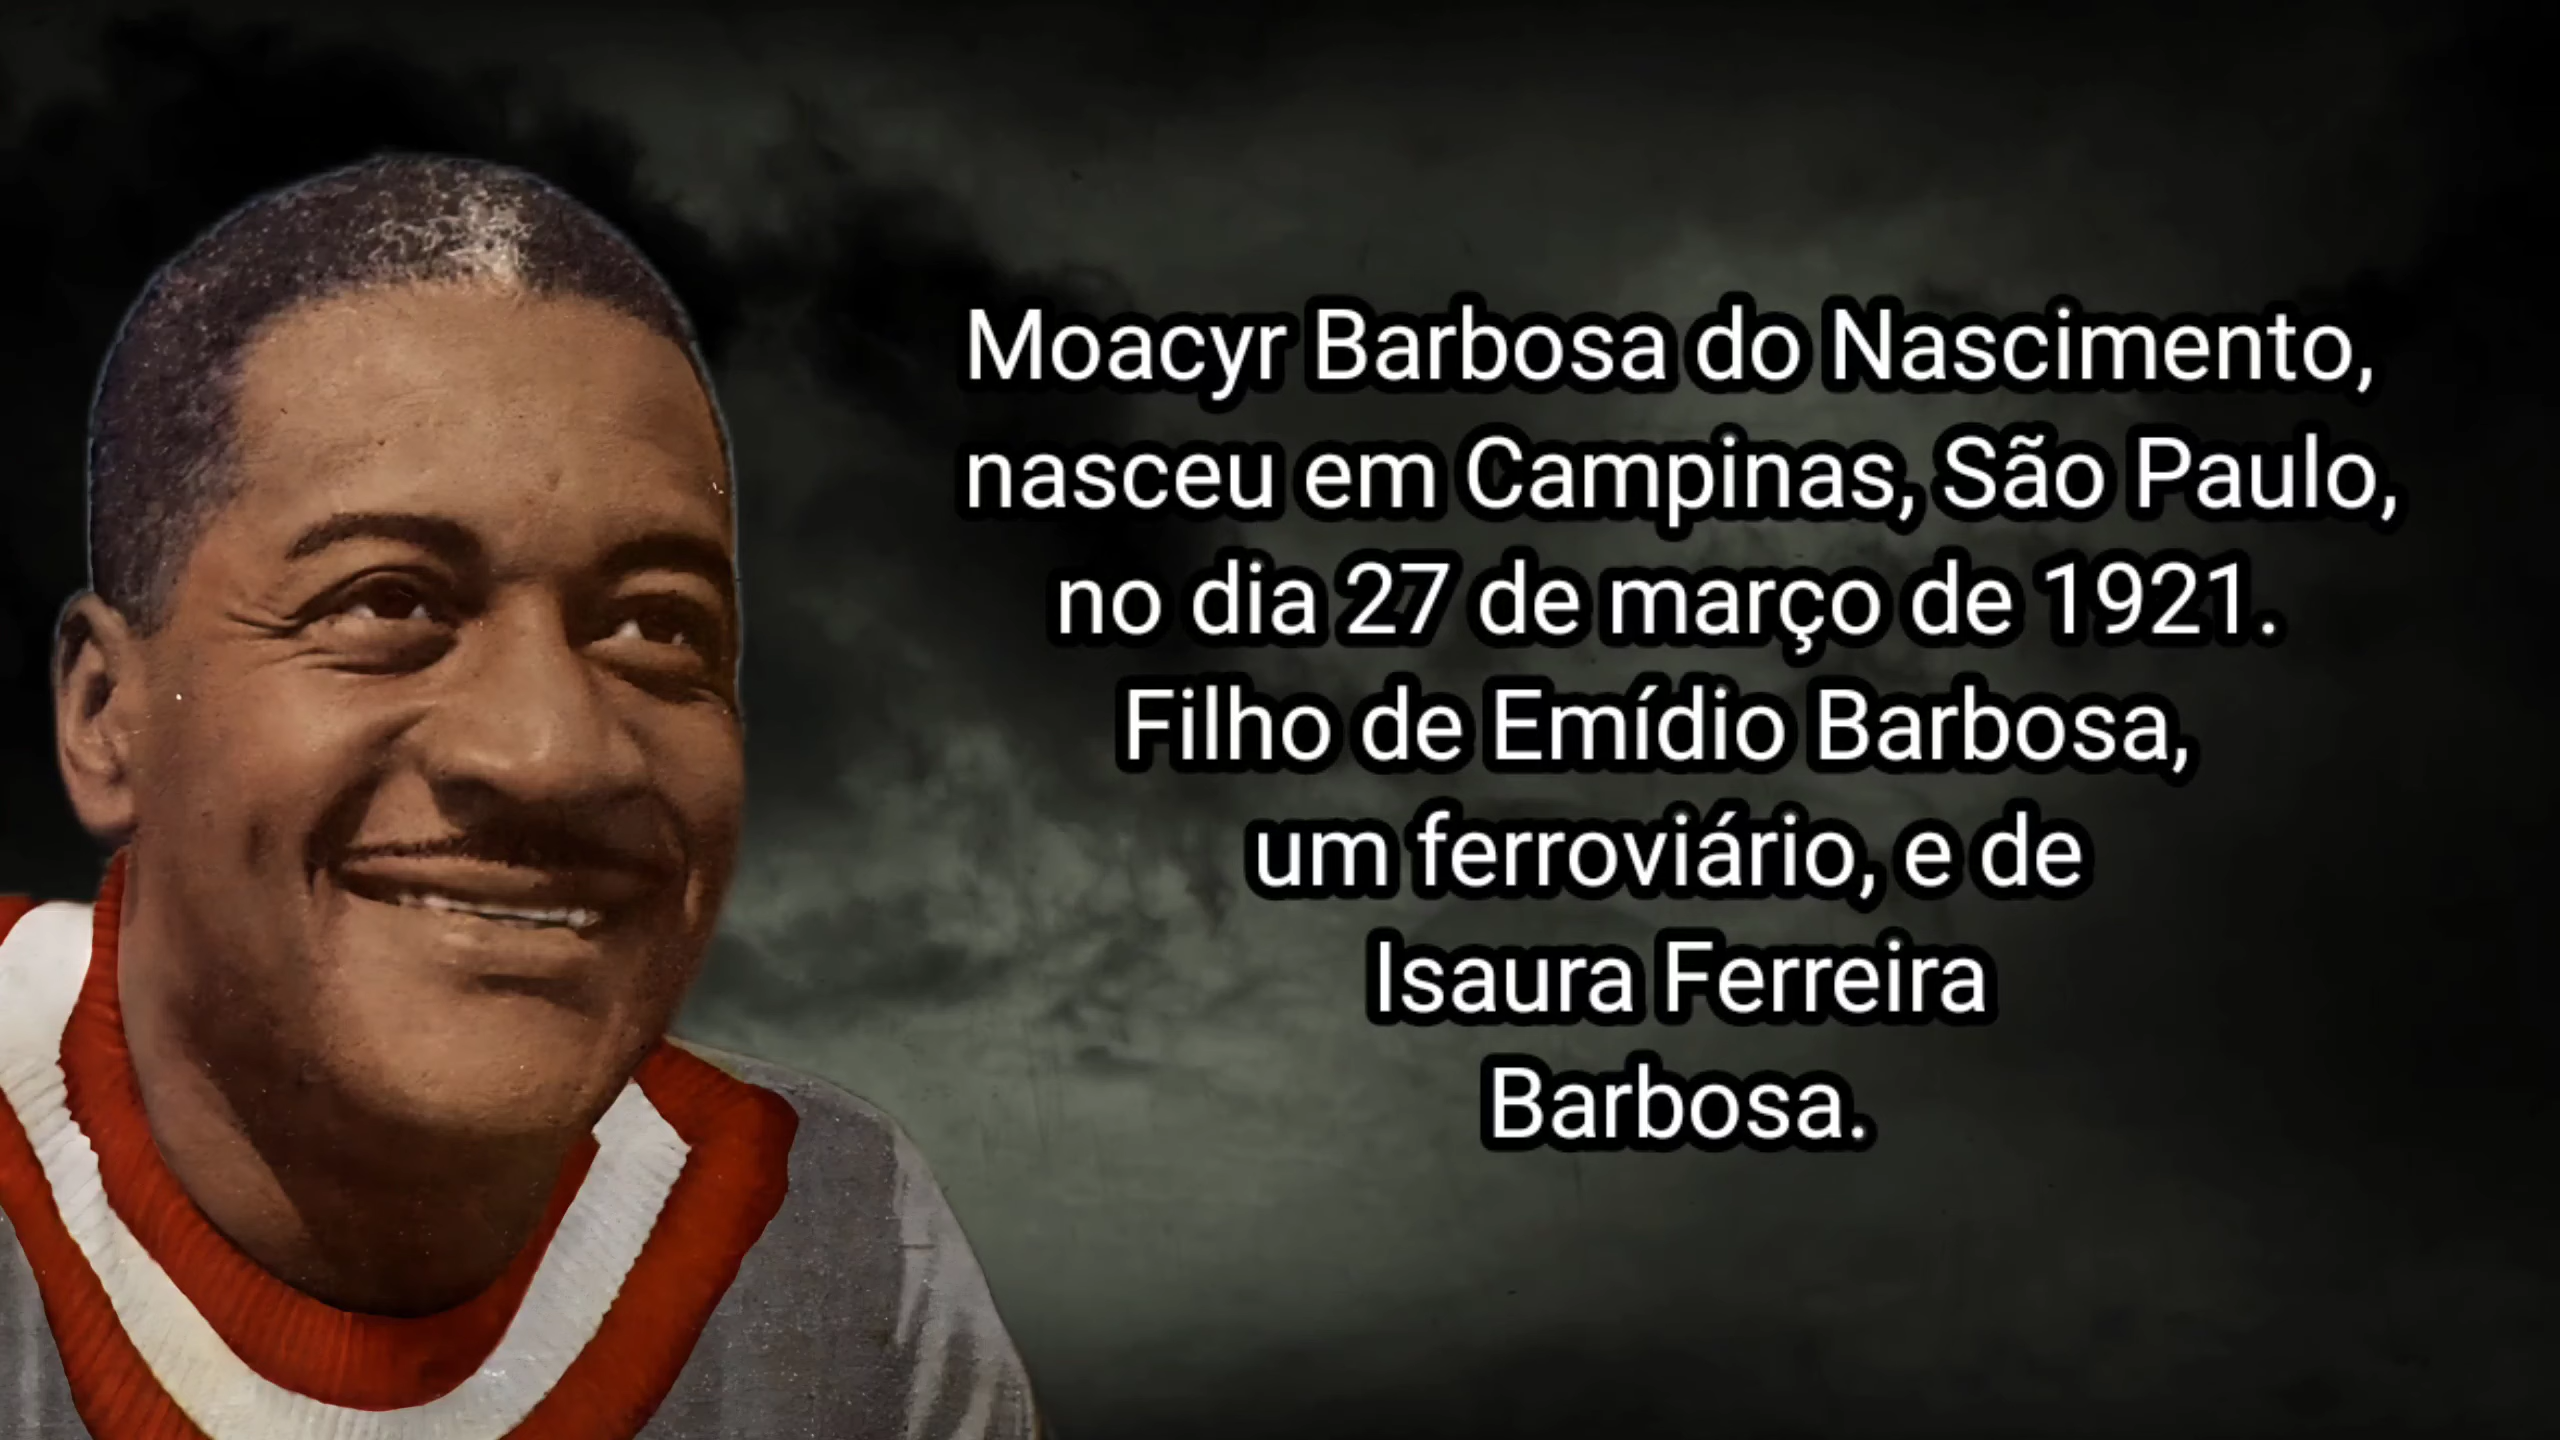 Moacyr Barbosa do Nascimento,
nasceu em Campinas, São Paulo,
no dia 27 de março de 1921.
Filho de Emídio Barbosa,
um ferroviário, e de
Isaura Ferreira
Barbosa.